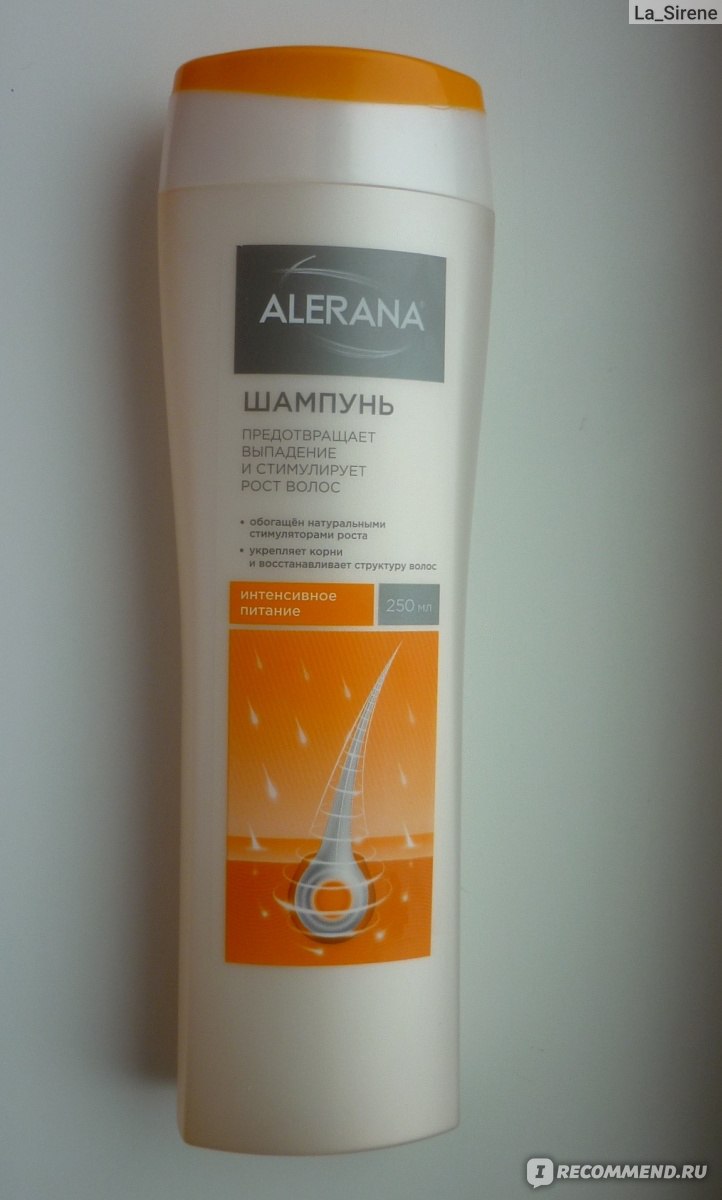 La_Sirene
ALERANA®
ШАМПУНЬ
ПРЕДОТВРАЩАЕТ
ВЫПАДЕНИЕ
И СТИМУЛИРУЕТ
РОСТ ВОЛОС
• обогащён натуральными
стимуляторами роста
• укрепляет корни
и восстанавливает структуру волос
интенсивное
питание
250 мл
I RECOMMEND.RU